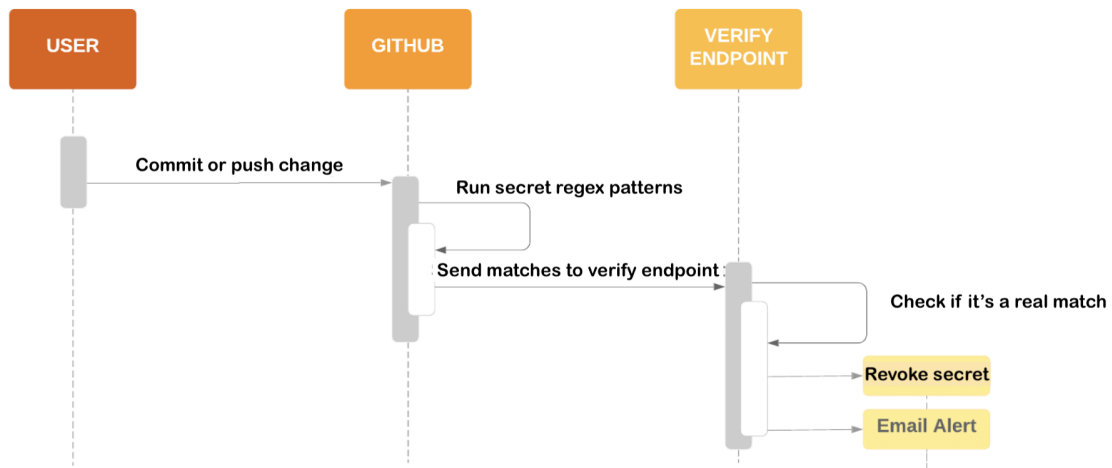 USER
GITHUB
VERIFY
ENDPOINT
Commit or push change
Run secret regex patterns
Send matches to verify endpoint
Check if it's a real match
Revoke secret
Email Alert